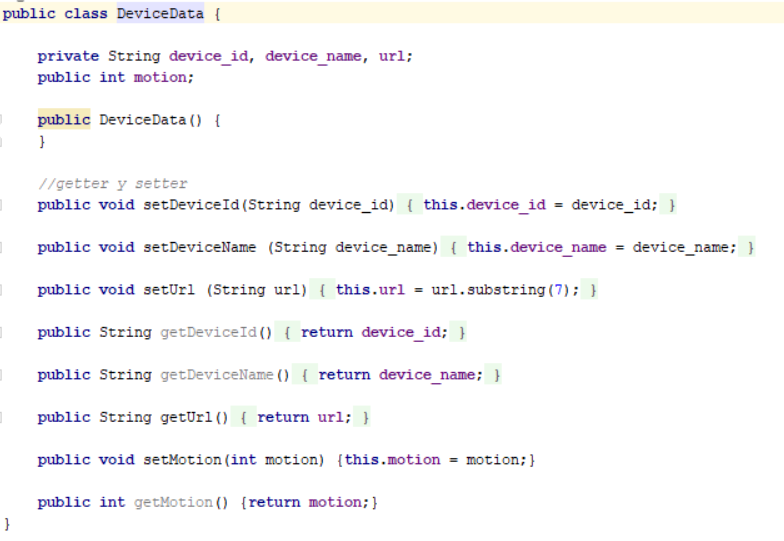 public class DeviceData {
private String device_id, device_name, url;
public int motion;
public DeviceData() {
}
//getter y setter
public void setDeviceId(String device_id) { this.device_id = device_id; }
public void setDeviceName (String device_name) { this.device_name = device_name; }
public void setUrl (String url) { this.url = url.substring(7); }
public String getDeviceId() { return device_id; }
public String getDeviceName() { return device_name; }
public String getUrl() { return url; }
public void setMotion(int motion) {this.motion = motion;}
public int getMotion() {return motion;}
}